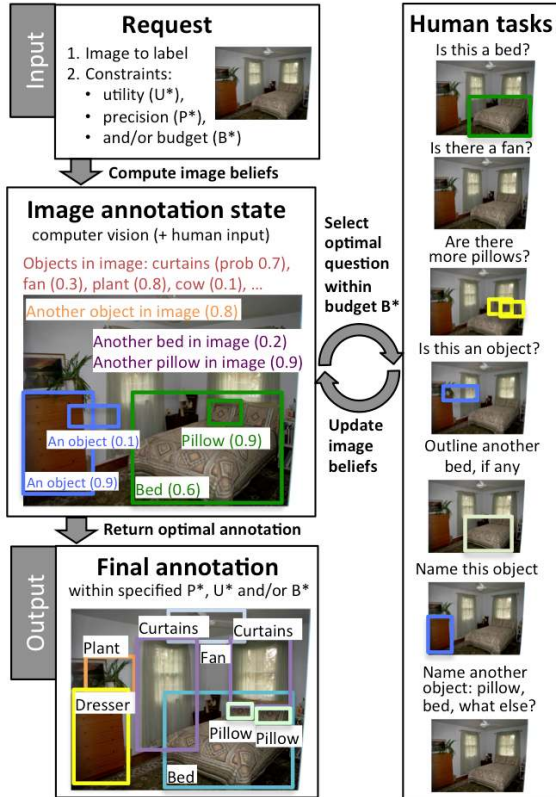 Input
Request
1. Image to label
2. Constraints:
• utility (U*),
• precision (P*),
• and/or budget (B*)
Compute image beliefs
Image annotation state
computer vision (+ human input)
Objects in image: curtains (prob 0.7),
fan (0.3), plant (0.8), cow (0.1), ...
Another object in image (0.8)
Another bed in image (0.2)
Another pillow in image (0.9)
An object (0.1)
Pillow (0.9)
An object (0.9)
Bed (0.6)
Select
optimal
question
within
budget B*
Update
image
beliefs
Return optimal annotation
Output
Final annotation
within specified P*, U* and/or B*
Curtains
Curtains
Plant
Fan
Dresser
Pillow
Pillow
Bed
Human tasks
Is this a bed?
Is there a fan?
Are there
more pillows?
Is this an object?
Outline another
bed, if any
Name this object
Name another
object: pillow,
bed, what else?